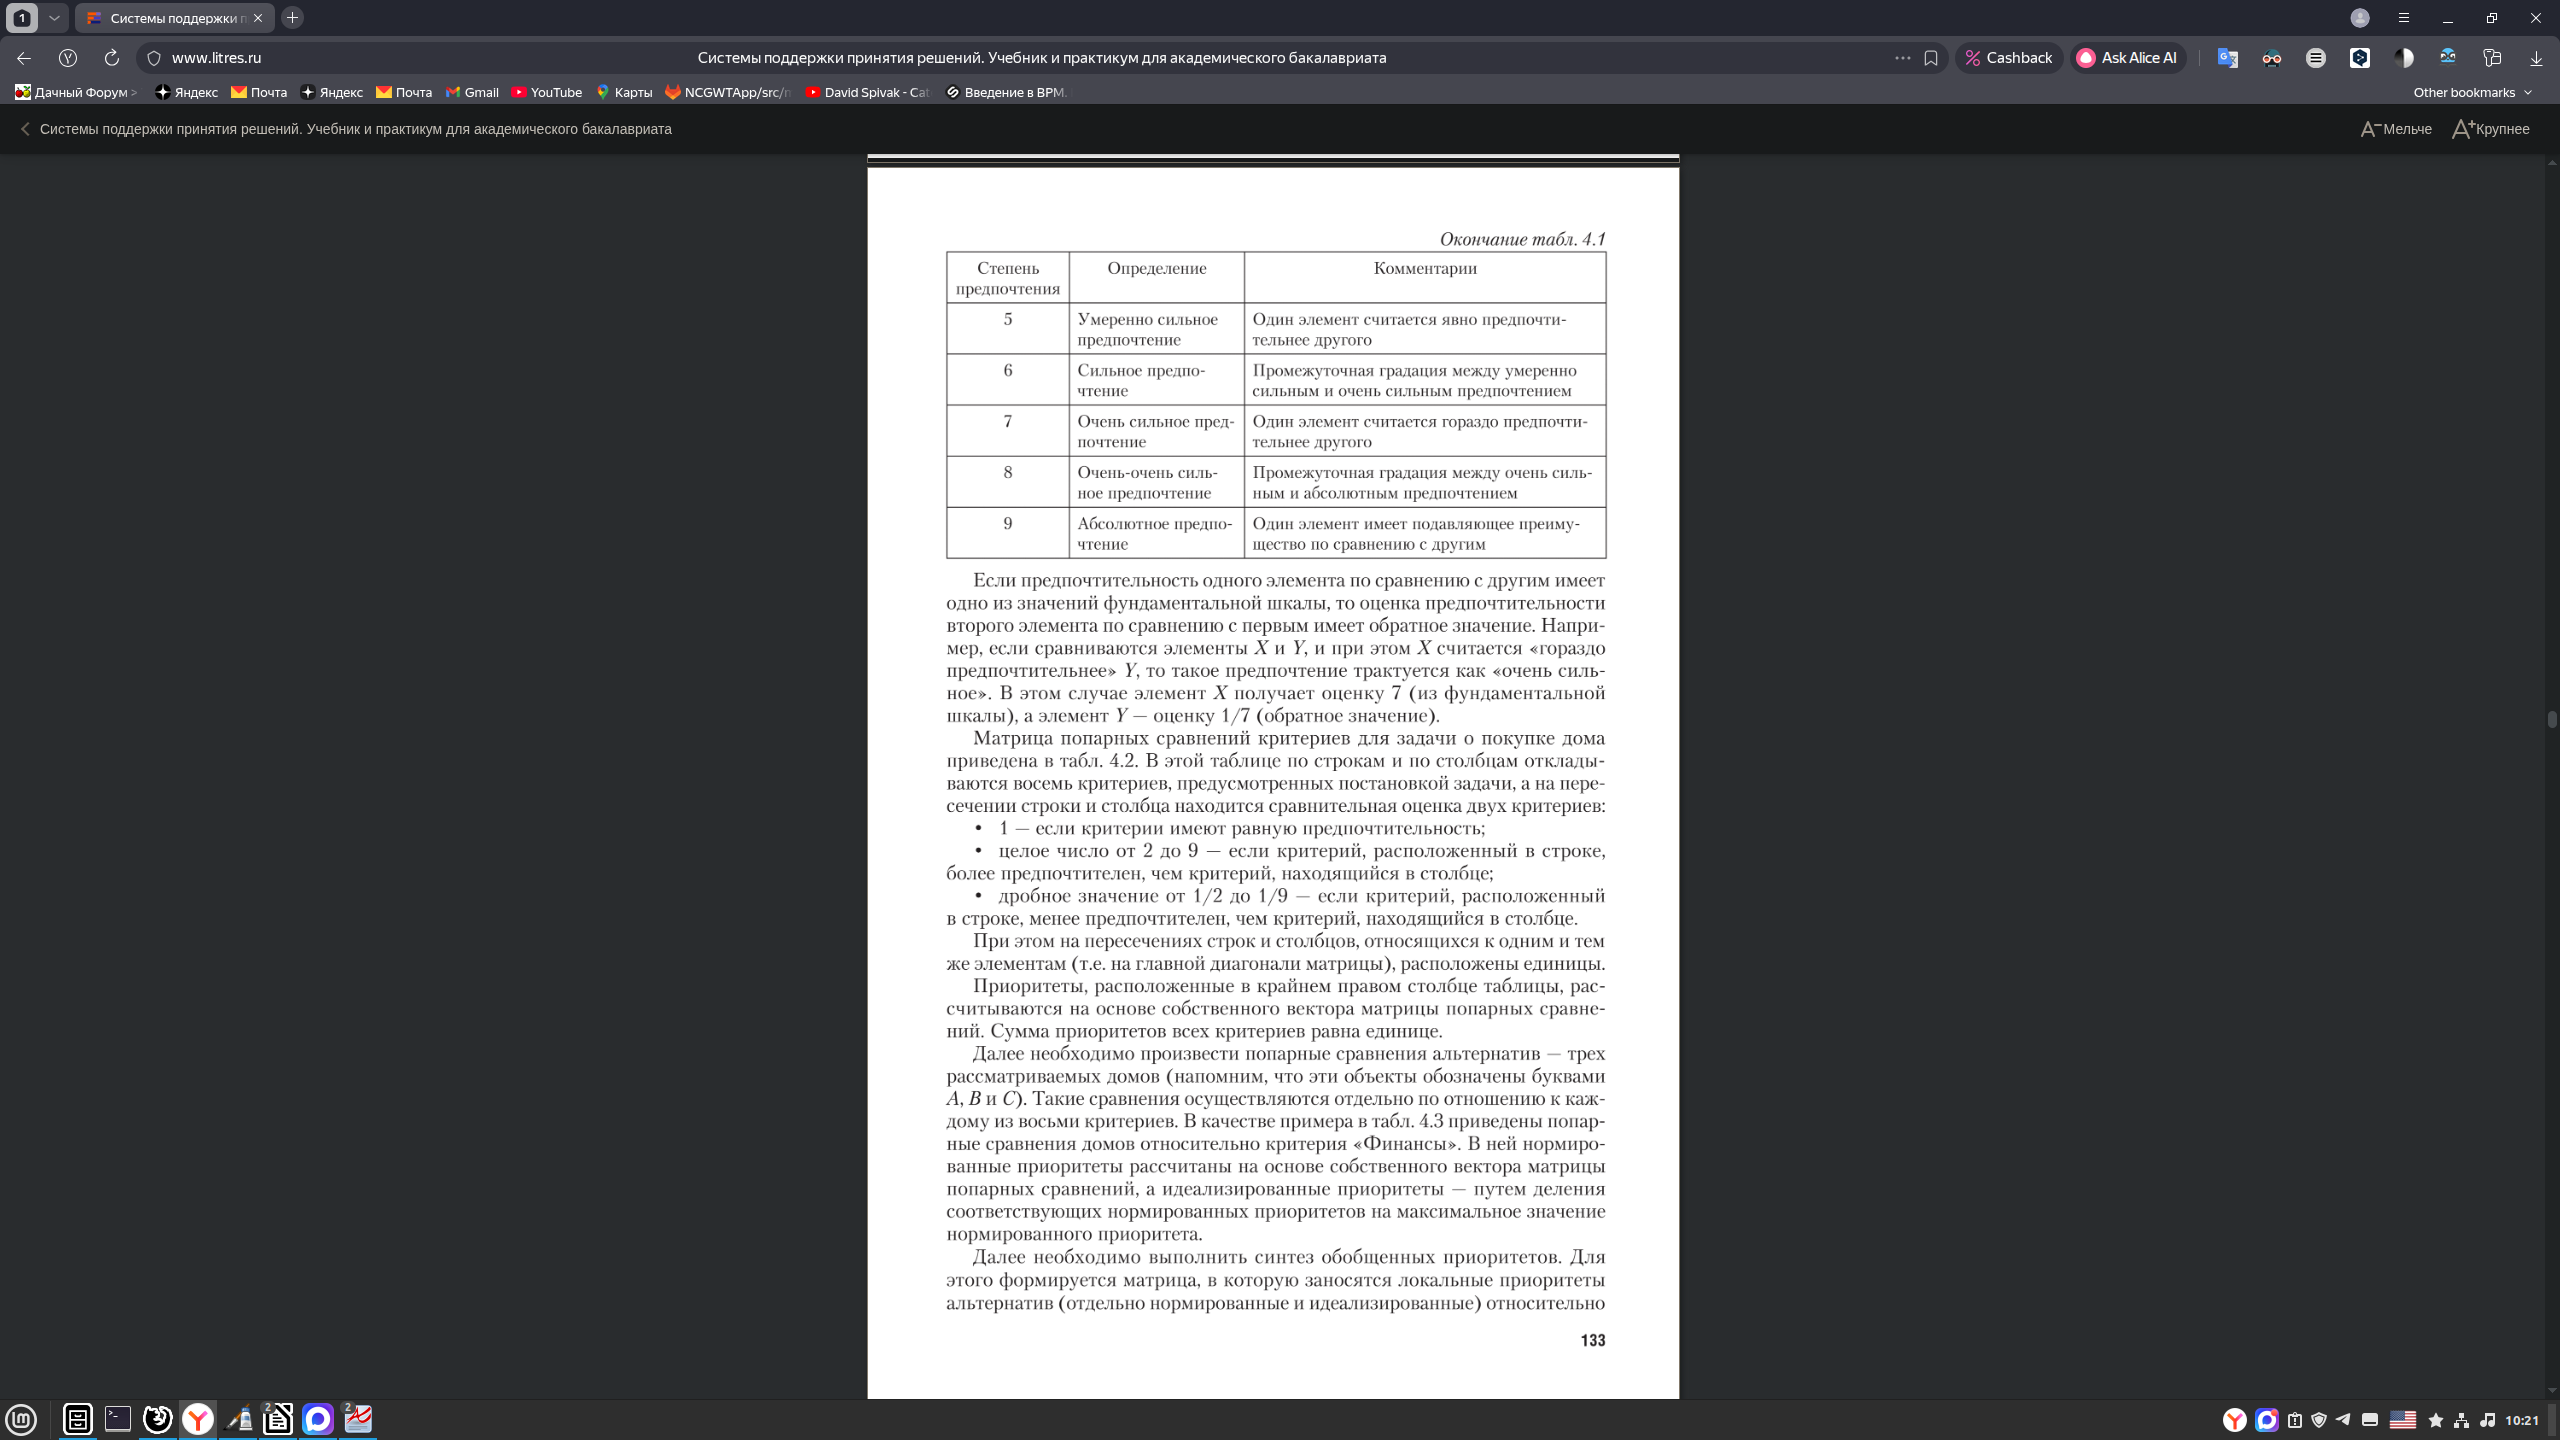 1
Системы поддержки п
www.litres.ru
Системы поддержки принятия решений. Учебник и практикум для академического бакалавриата
Cashback
Ask Alice AI
Дачный Форум >
Яндекс
Почта
Яндекс
Почта
Gmail
YouTube
Карты
NCGWTApp/src/
David Spivak - Cat
Введение в BPM.
Other bookmarks
Системы поддержки принятия решений. Учебник и практикум для академического бакалавриата
A−Мельче
A+Крупнее
Окончание табл. 4.1
Степень
предпочтения
Определение
Комментарии
5
Умеренно сильное
предпочтение
Один элемент считается явно предпочти-
тельнее другого
6
Сильное предпо-
чтение
Промежуточная градация между умеренно
сильным и очень сильным предпочтением
7
Очень сильное пред-
почтение
Один элемент считается гораздо предпочти-
тельнее другого
8
Очень-очень силь-
ное предпочтение
Промежуточная градация между очень силь-
ным и абсолютным предпочтением
9
Абсолютное предпо-
чтение
Один элемент имеет подавляющее преиму-
щество по сравнению с другим
Если предпочтительность одного элемента по сравнению с другим имеет
одно из значений фундаментальной шкалы, то оценка предпочтительности
второго элемента по сравнению с первым имеет обратное значение. Напри-
мер, если сравниваются элементы X и Y, и при этом X считается «гораздо
предпочтительнее» Y, то такое предпочтение трактуется как «очень силь-
ное». В этом случае элемент X получает оценку 7 (из фундаментальной
шкалы), а элемент Y — оценку 1/7 (обратное значение).
Матрица попарных сравнений критериев для задачи о покупке дома
приведена в табл. 4.2. В этой таблице по строкам и по столбцам отклады-
ваются восемь критериев, предусмотренных постановкой задачи, а на пере-
сечении строки и столбца находится сравнительная оценка двух критериев:
• 1 — если критерии имеют равную предпочтительность;
• целое число от 2 до 9 — если критерий, расположенный в строке,
более предпочтителен, чем критерий, находящийся в столбце;
• дробное значение от 1/2 до 1/9 — если критерий, расположенный
в строке, менее предпочтителен, чем критерий, находящийся в столбце.
При этом на пересечениях строк и столбцов, относящихся к одним и тем
же элементам (т.е. на главной диагонали матрицы), расположены единицы.
Приоритеты, расположенные в крайнем правом столбце таблицы, рас-
считываются на основе собственного вектора матрицы попарных сравне-
ний. Сумма приоритетов всех критериев равна единице.
Далее необходимо произвести попарные сравнения альтернатив — трех
рассматриваемых домов (напомним, что эти объекты обозначены буквами
A, B и C). Такие сравнения осуществляются отдельно по отношению к каж-
дому из восьми критериев. В качестве примера в табл. 4.3 приведены попар-
ные сравнения домов относительно критерия «Финансы». В ней нормиро-
ванные приоритеты рассчитаны на основе собственного вектора матрицы
попарных сравнений, а идеализированные приоритеты — путем деления
соответствующих нормированных приоритетов на максимальное значение
нормированного приоритета.
Далее необходимо выполнить синтез обобщенных приоритетов. Для
этого формируется матрица, в которую заносятся локальные приоритеты
альтернатив (отдельно нормированные и идеализированные) относительно
133
2
2
10:21